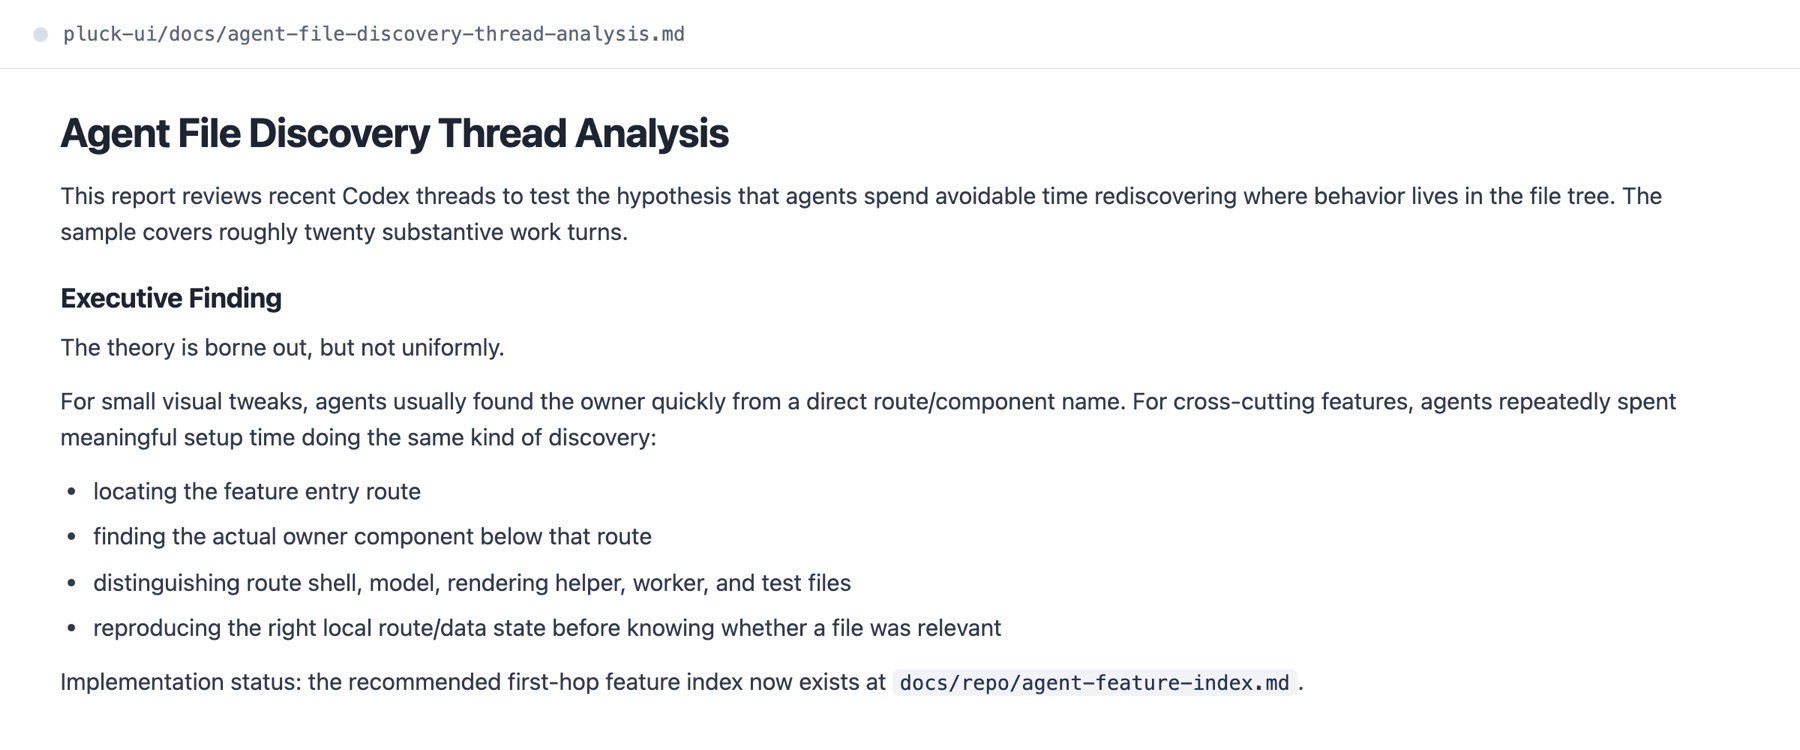 pluck-ui/docs/agent-file-discovery-thread-analysis.md
Agent File Discovery Thread Analysis
This report reviews recent Codex threads to test the hypothesis that agents spend avoidable time rediscovering where behavior lives in the file tree. The
sample covers roughly twenty substantive work turns.
Executive Finding
The theory is borne out, but not uniformly.
For small visual tweaks, agents usually found the owner quickly from a direct route/component name. For cross-cutting features, agents repeatedly spent
meaningful setup time doing the same kind of discovery:
• locating the feature entry route
• finding the actual owner component below that route
• distinguishing route shell, model, rendering helper, worker, and test files
• reproducing the right local route/data state before knowing whether a file was relevant
Implementation status: the recommended first-hop feature index now exists at docs/repo/agent-feature-index.md.